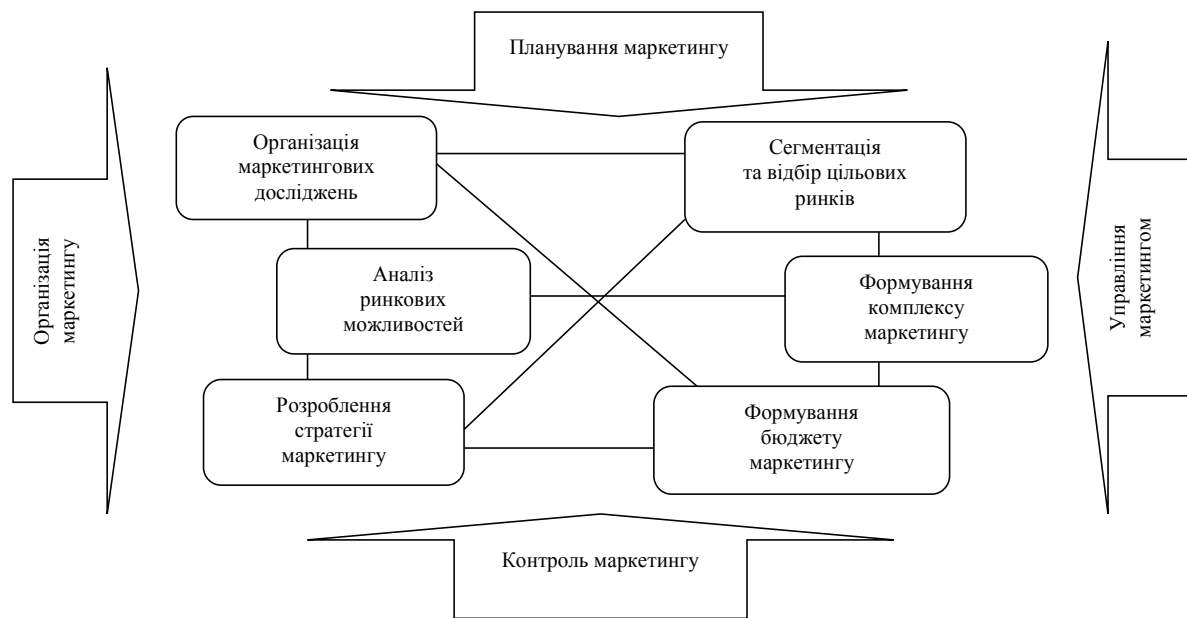 Планування маркетингу
Організація
маркетингових
досліджень
Сегментація
та відбір цільових
ринків
Організація
маркетингу
Аналіз
ринкових
можливостей
Формування
комплексу
маркетингу
Управління
маркетингом
Розроблення
стратегії
маркетингу
Формування
бюджету
маркетингу
Контроль маркетингу